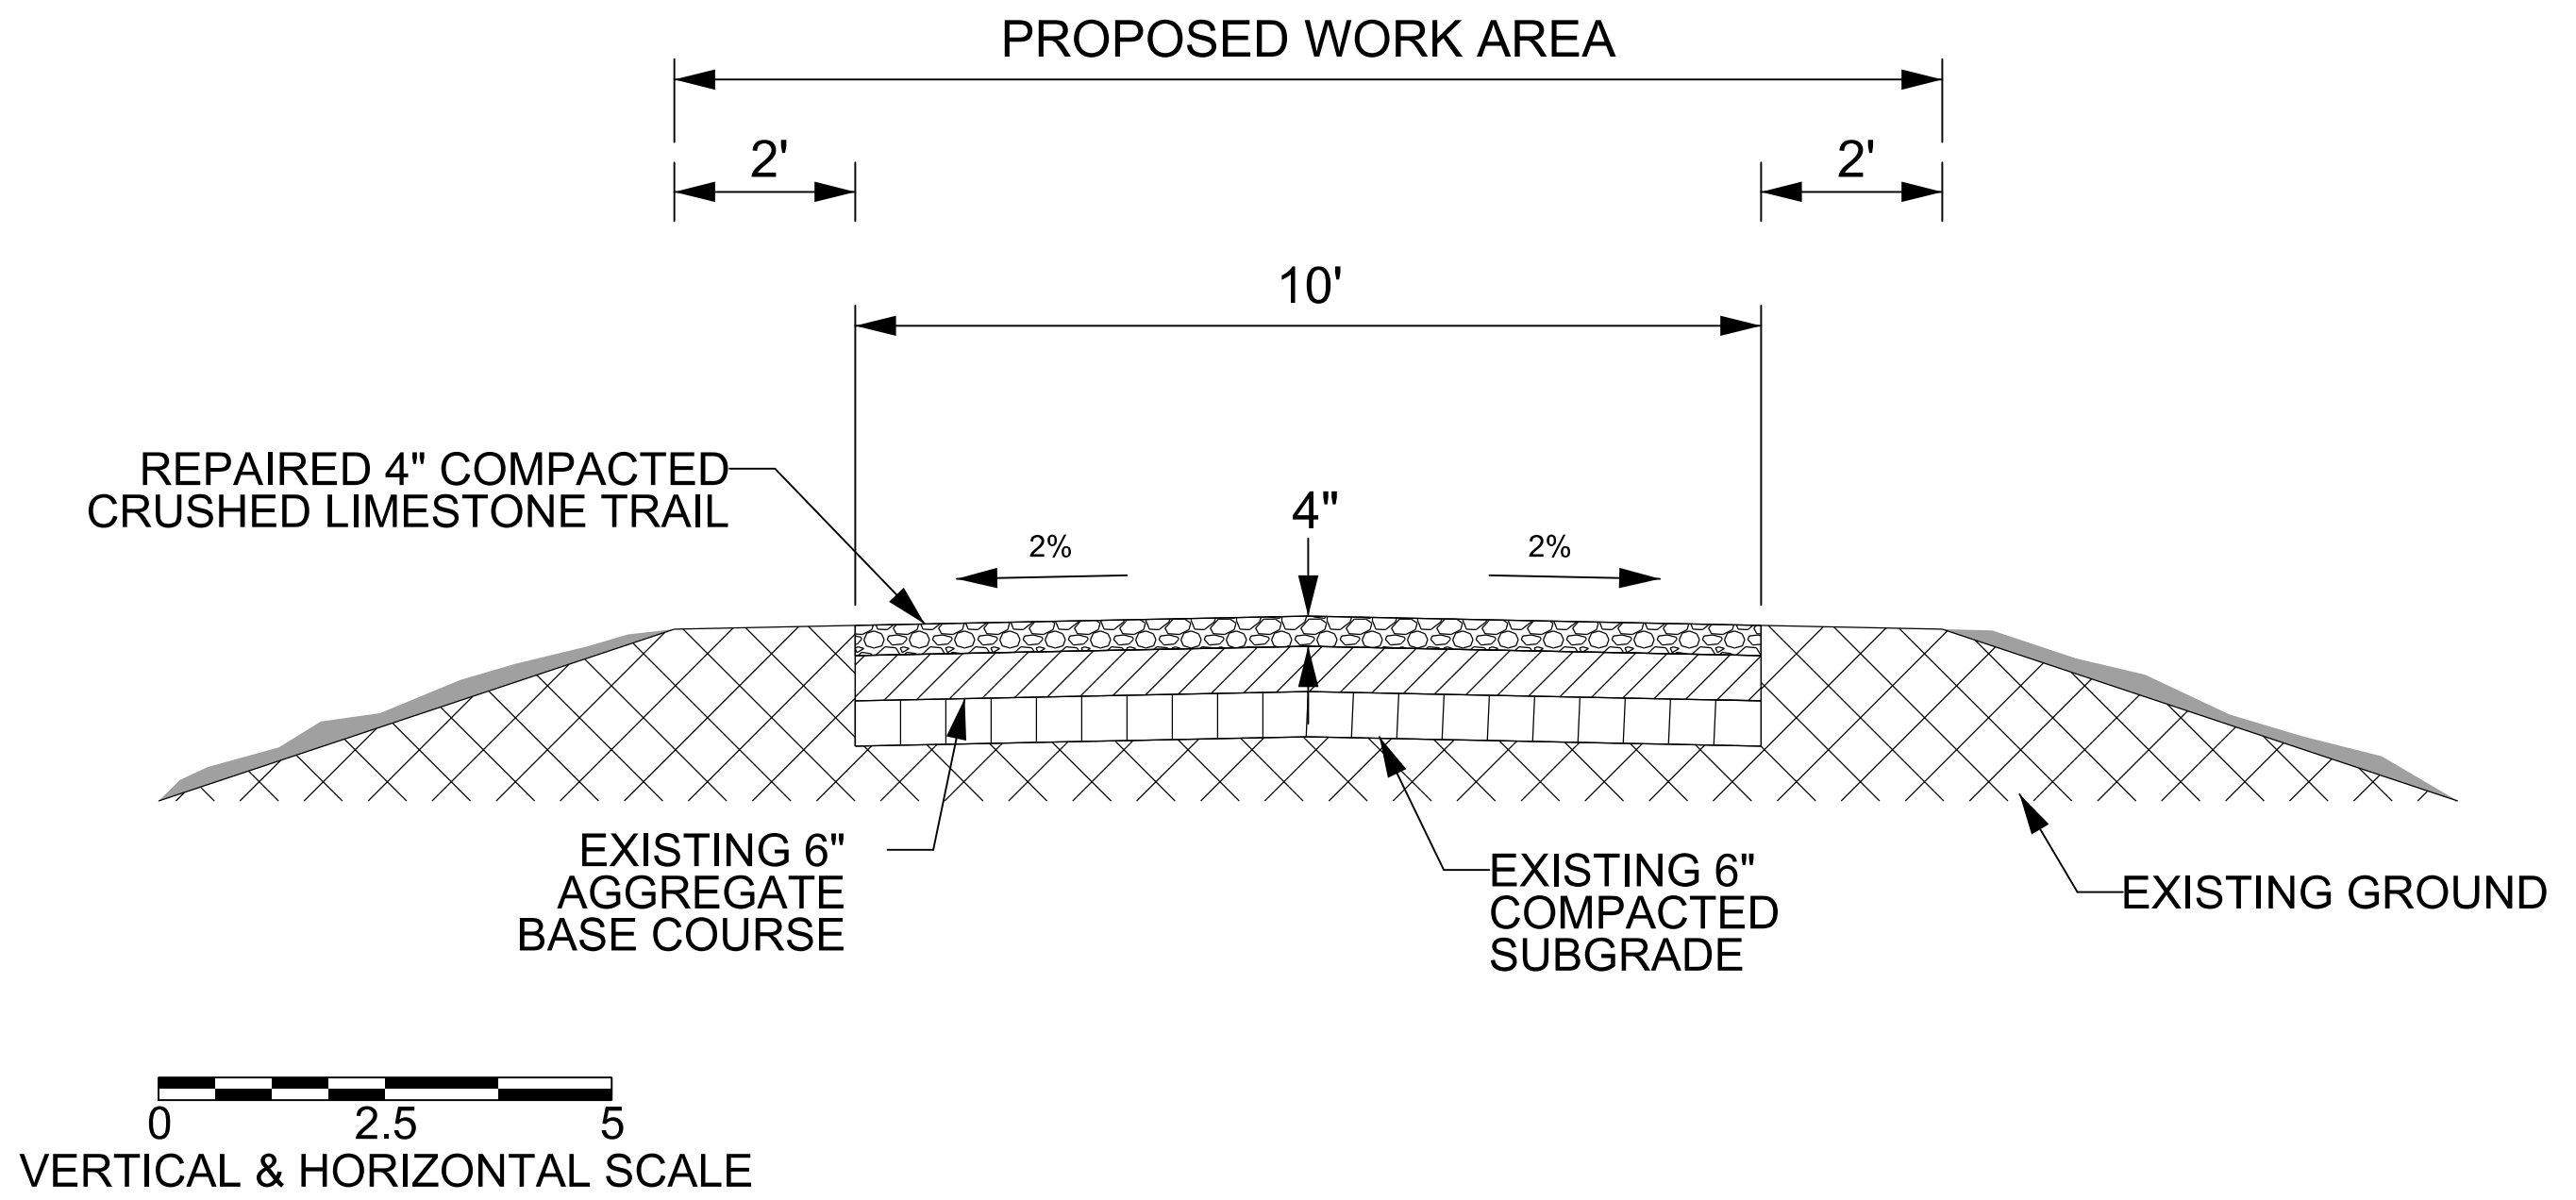 PROPOSED WORK AREA
2'
2'
10'
REPAIRED 4" COMPACTED
CRUSHED LIMESTONE TRAIL
4"
2%
2%
EXISTING 6"
AGGREGATE
BASE COURSE
EXISTING 6"
COMPACTED
SUBGRADE
EXISTING GROUND
0 2.5 5
VERTICAL & HORIZONTAL SCALE